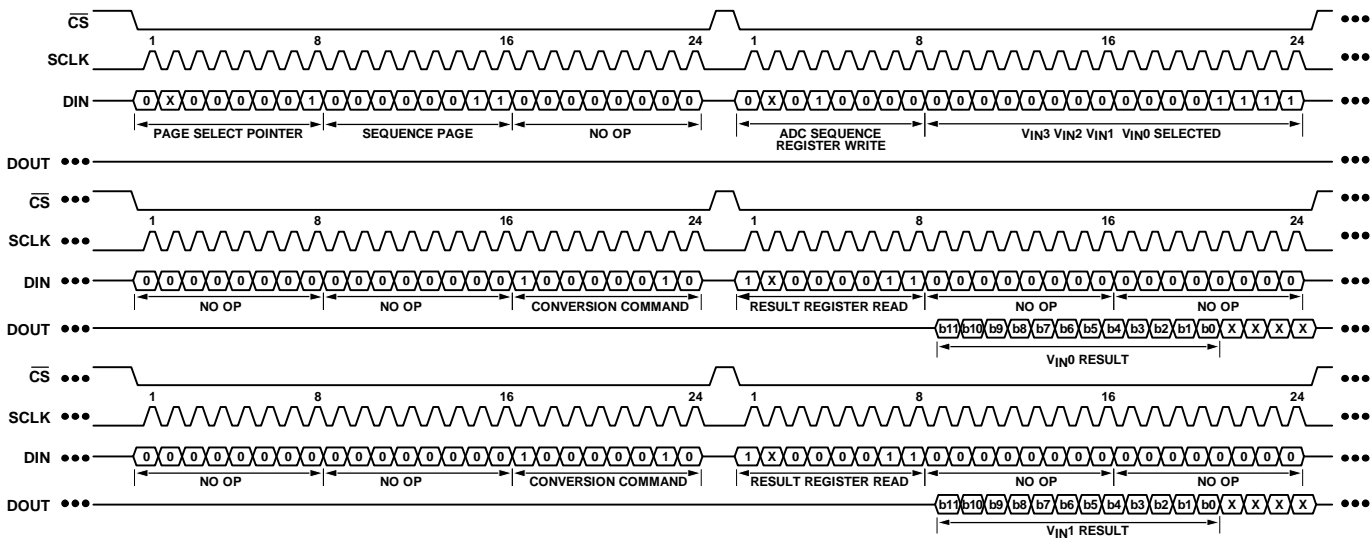 CS
1 8 16 24 1 8 16 24
SCLK
DIN 0 X 0 0 0 0 0 1 0 0 0 0 0 0 1 1 0 0 0 0 0 0 0 0 0 X 0 1 0 0 0 0 0 0 0 0 0 0 0 0 0 0 0 0 1 1 1 1
PAGE SELECT POINTER SEQUENCE PAGE NO OP ADC SEQUENCE REGISTER WRITE VIN3 VIN2 VIN1 VIN0 SELECTED
DOUT
CS
1 8 16 24 1 8 16 24
SCLK
DIN 0 0 0 0 0 0 0 0 0 0 0 0 0 0 0 0 1 0 0 0 0 0 1 0 1 X 0 0 0 0 1 1 0 0 0 0 0 0 0 0 0 0 0 0 0 0 0 0
NO OP NO OP CONVERSION COMMAND RESULT REGISTER READ NO OP NO OP
DOUT b11 b10 b9 b8 b7 b6 b5 b4 b3 b2 b1 b0 X X X X
VIN0 RESULT
CS
1 8 16 24 1 8 16 24
SCLK
DIN 0 0 0 0 0 0 0 0 0 0 0 0 0 0 0 0 1 0 0 0 0 0 1 0 1 X 0 0 0 0 1 1 0 0 0 0 0 0 0 0 0 0 0 0 0 0 0 0
NO OP NO OP CONVERSION COMMAND RESULT REGISTER READ NO OP NO OP
DOUT b11 b10 b9 b8 b7 b6 b5 b4 b3 b2 b1 b0 X X X X
VIN1 RESULT